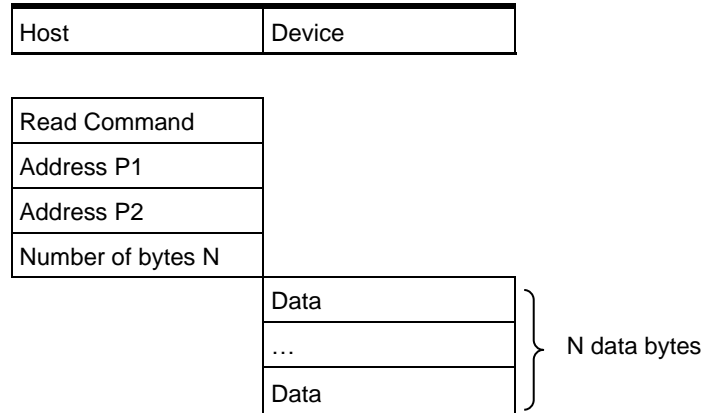 Host Device
Read Command
Address P1
Address P2
Number of bytes N
Data
… N data bytes
Data